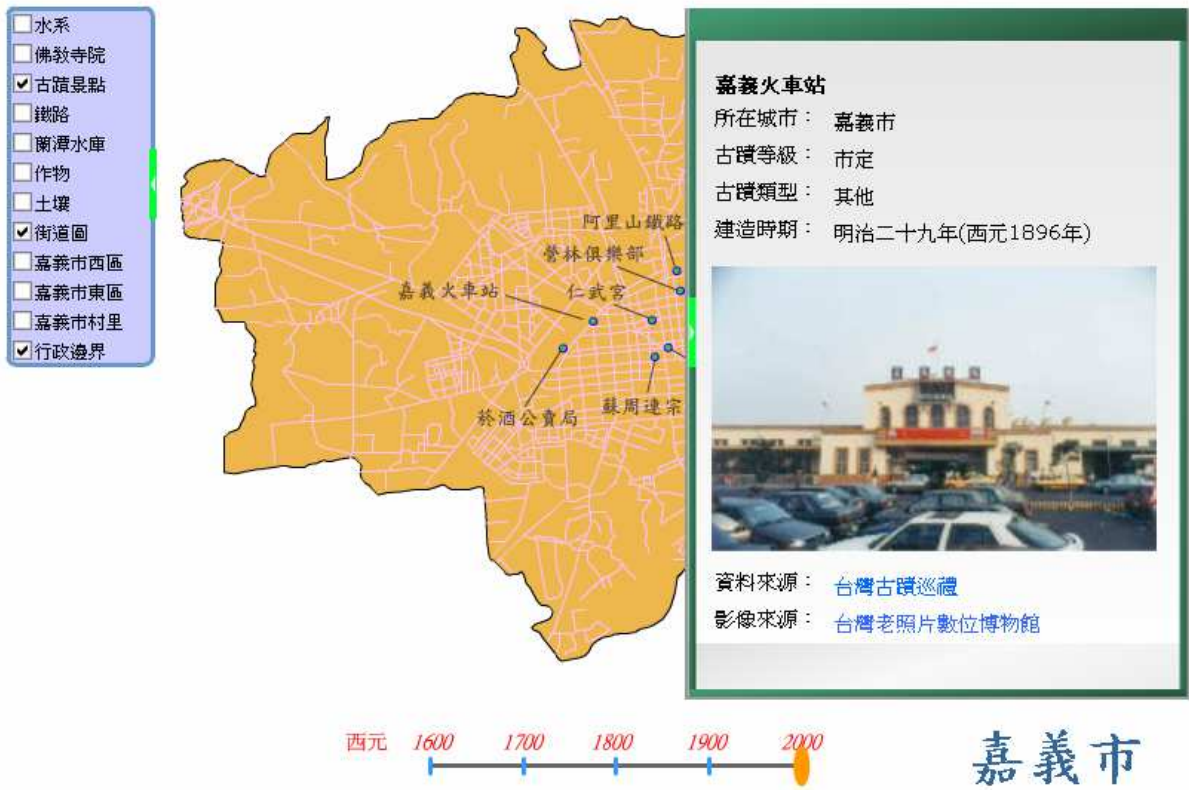 水系
佛教寺院
古蹟景點
鐵路
蘭潭水庫
作物
土壤
街道圖
嘉義市西區
嘉義市東區
嘉義市村里
行政邊界
阿里山鐵路
營林俱樂部
嘉義火車站
仁武宮
菸酒公賣局
蘇周連宗
嘉義火車站
所在城市： 嘉義市
古蹟等級： 市定
古蹟類型： 其他
建造時期： 明治二十九年(西元1896年)
資料來源： 台灣古蹟巡禮
影像來源： 台灣老照片數位博物館
西元 1600 1700 1800 1900 2000
嘉義市